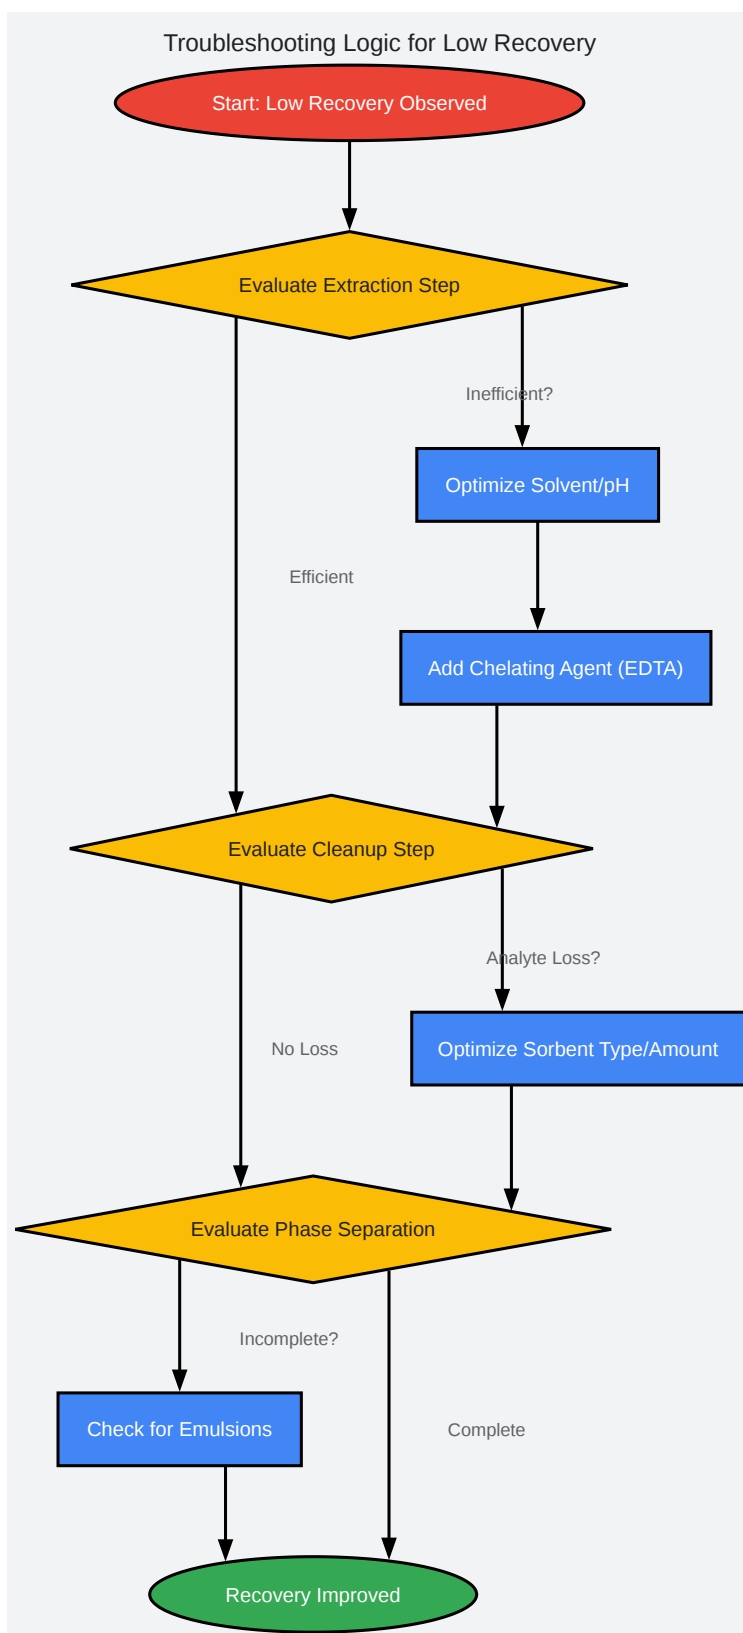 Troubleshooting Logic for Low Recovery
Start: Low Recovery Observed
Evaluate Extraction Step
Inefficient?
Optimize Solvent/pH
Efficient
Add Chelating Agent (EDTA)
Evaluate Cleanup Step
Analyte Loss?
No Loss
Optimize Sorbent Type/Amount
Evaluate Phase Separation
Incomplete?
Check for Emulsions
Complete
Recovery Improved